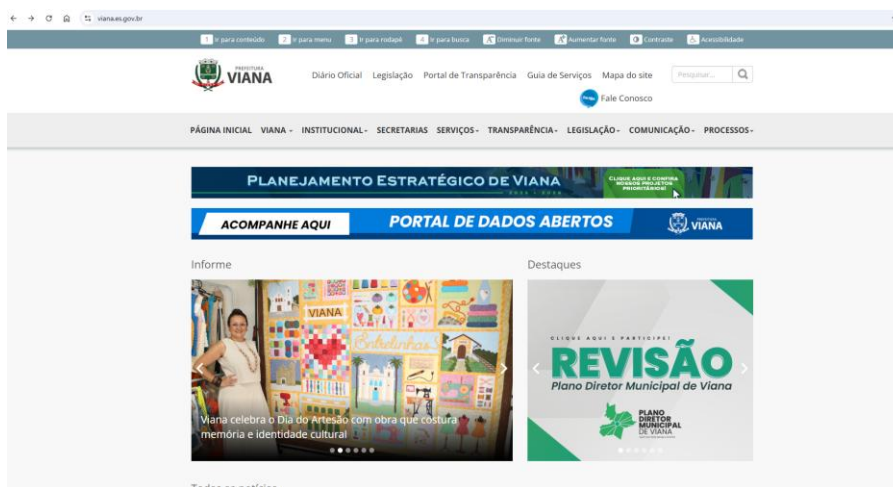 viana.es.gov.br
1 Ir para conteúdo 2 Ir para menu 3 Ir para rodapé 4 Ir para busca A- Diminuir fonte A+ Aumentar fonte Contraste Acessibilidade
PREFEITURA
VIANA
Diário Oficial Legislação Portal de Transparência Guia de Serviços Mapa do site
Pesquisar...
Fale Conosco
PÁGINA INICIAL VIANA INSTITUCIONAL SECRETARIAS SERVIÇOS TRANSPARÊNCIA LEGISLAÇÃO COMUNICAÇÃO PROCESSOS
PLANEJAMENTO ESTRATÉGICO DE VIANA
CLIQUE AQUI E CONFIRA
NOSSOS PROJETOS
PRIORITÁRIOS!
ACOMPANHE AQUI PORTAL DE DADOS ABERTOS
PREFEITURA
VIANA
Informe
Destaques
VIANA
Entrelinhas
Viana celebra o Dia do Artesão com obra que costura
memória e identidade cultural
CLIQUE AQUI E PARTICIPE!
REVISÃO
Plano Diretor Municipal de Viana
PLANO
DIRETOR
MUNICIPAL
DE VIANA